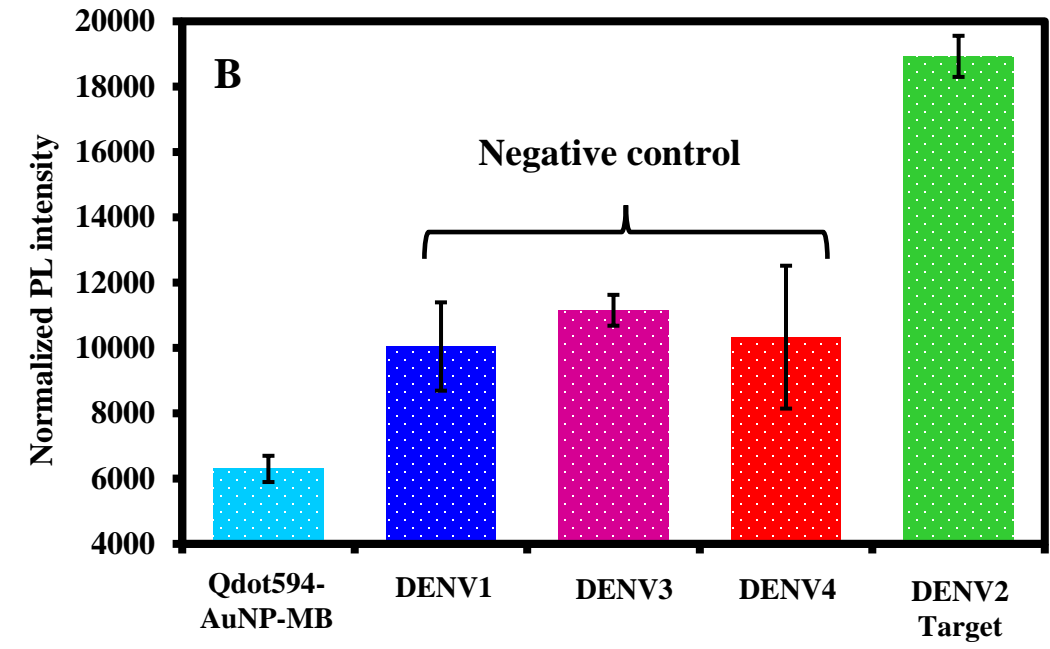 B
Negative control
Normalized PL intensity
20000
18000
16000
14000
12000
10000
8000
6000
4000
Qdot594-
AuNP-MB
DENV1
DENV3
DENV4
DENV2
Target